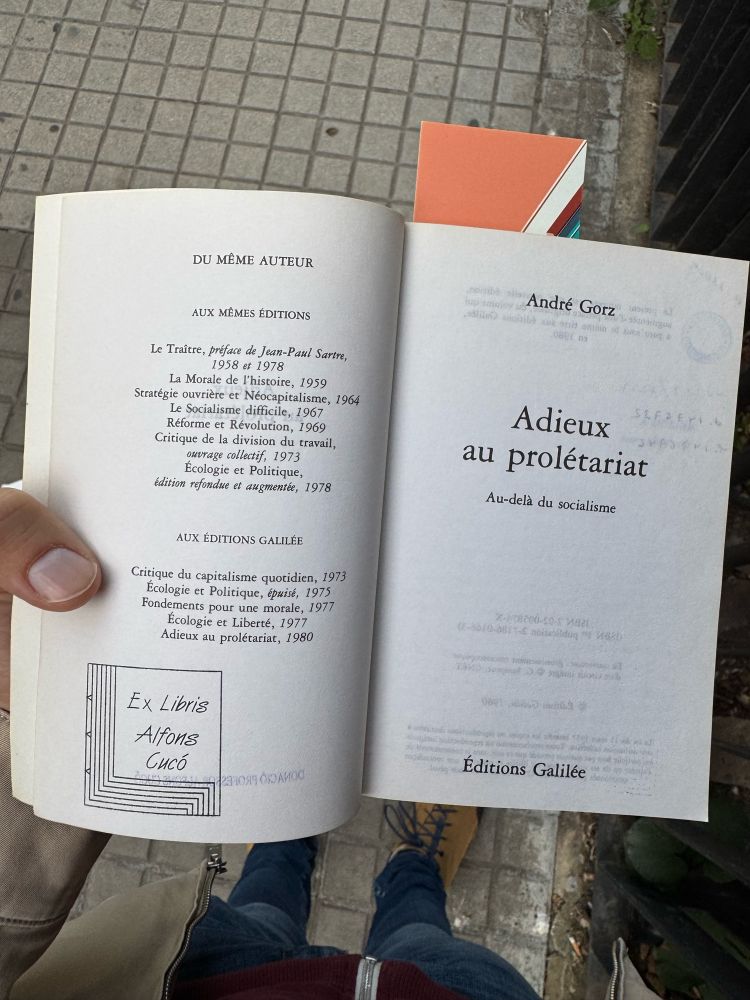 DU MÊME AUTEUR
AUX MÊMES ÉDITIONS
Le Traître, préface de Jean-Paul Sartre,
1958 et 1978
La Morale de l'histoire, 1959
Stratégie ouvrière et Néocapitalisme, 1964
Le Socialisme difficile, 1967
Réforme et Révolution, 1969
Critique de la division du travail,
ouvrage collectif, 1973
Écologie et Politique,
édition refondue et augmentée, 1978
AUX ÉDITIONS GALILÉE
Critique du capitalisme quotidien, 1973
Écologie et Politique, épuisé, 1975
Fondements pour une morale, 1977
Écologie et Liberté, 1977
Adieux au prolétariat, 1980
Ex Libris
Alfons
Cucó
DONACIÓ PROFESSOR ALFONS CUCÓ
André Gorz
Adieux
au prolétariat
Au-delà du socialisme
Éditions Galilée